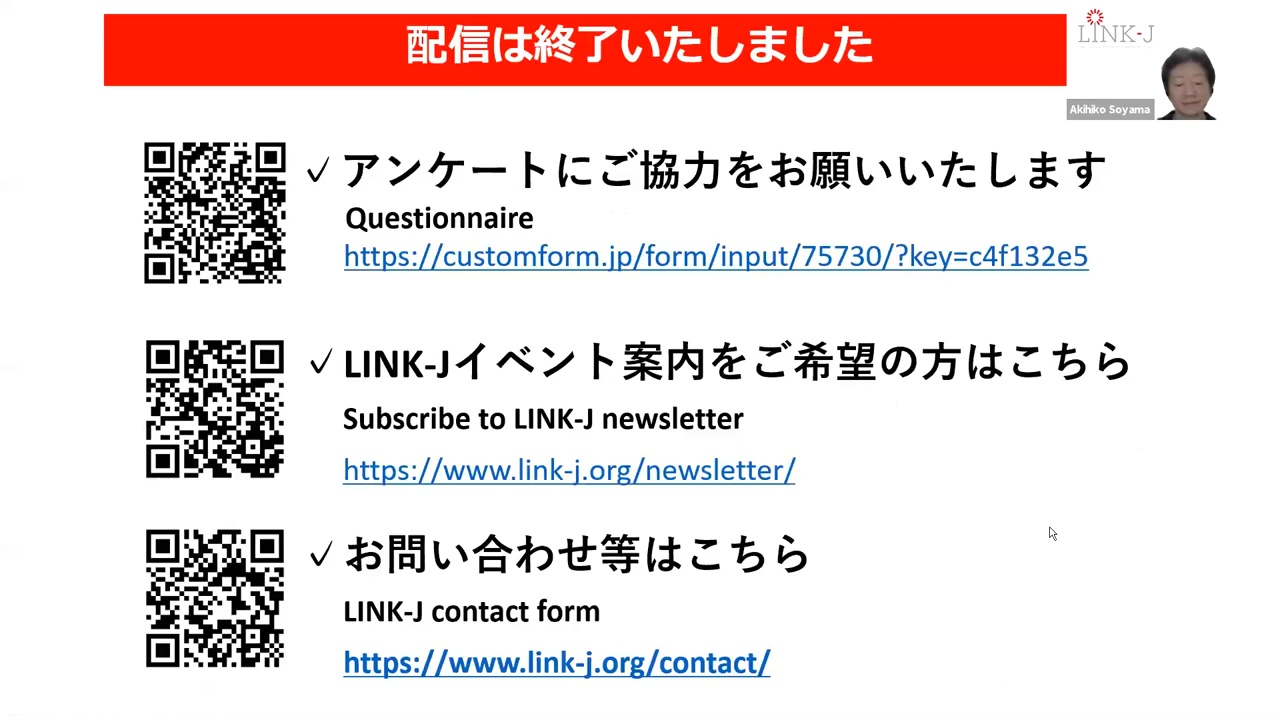 配信は終了いたしました
LINK-J
Akihiko Soyama
✓ アンケートにご協力をお願いいたします
Questionnaire
https://customform.jp/form/input/75730/?key=c4f132e5
✓ LINK-Jイベント案内をご希望の方はこちら
Subscribe to LINK-J newsletter
https://www.link-j.org/newsletter/
✓ お問い合わせ等はこちら
LINK-J contact form
https://www.link-j.org/contact/